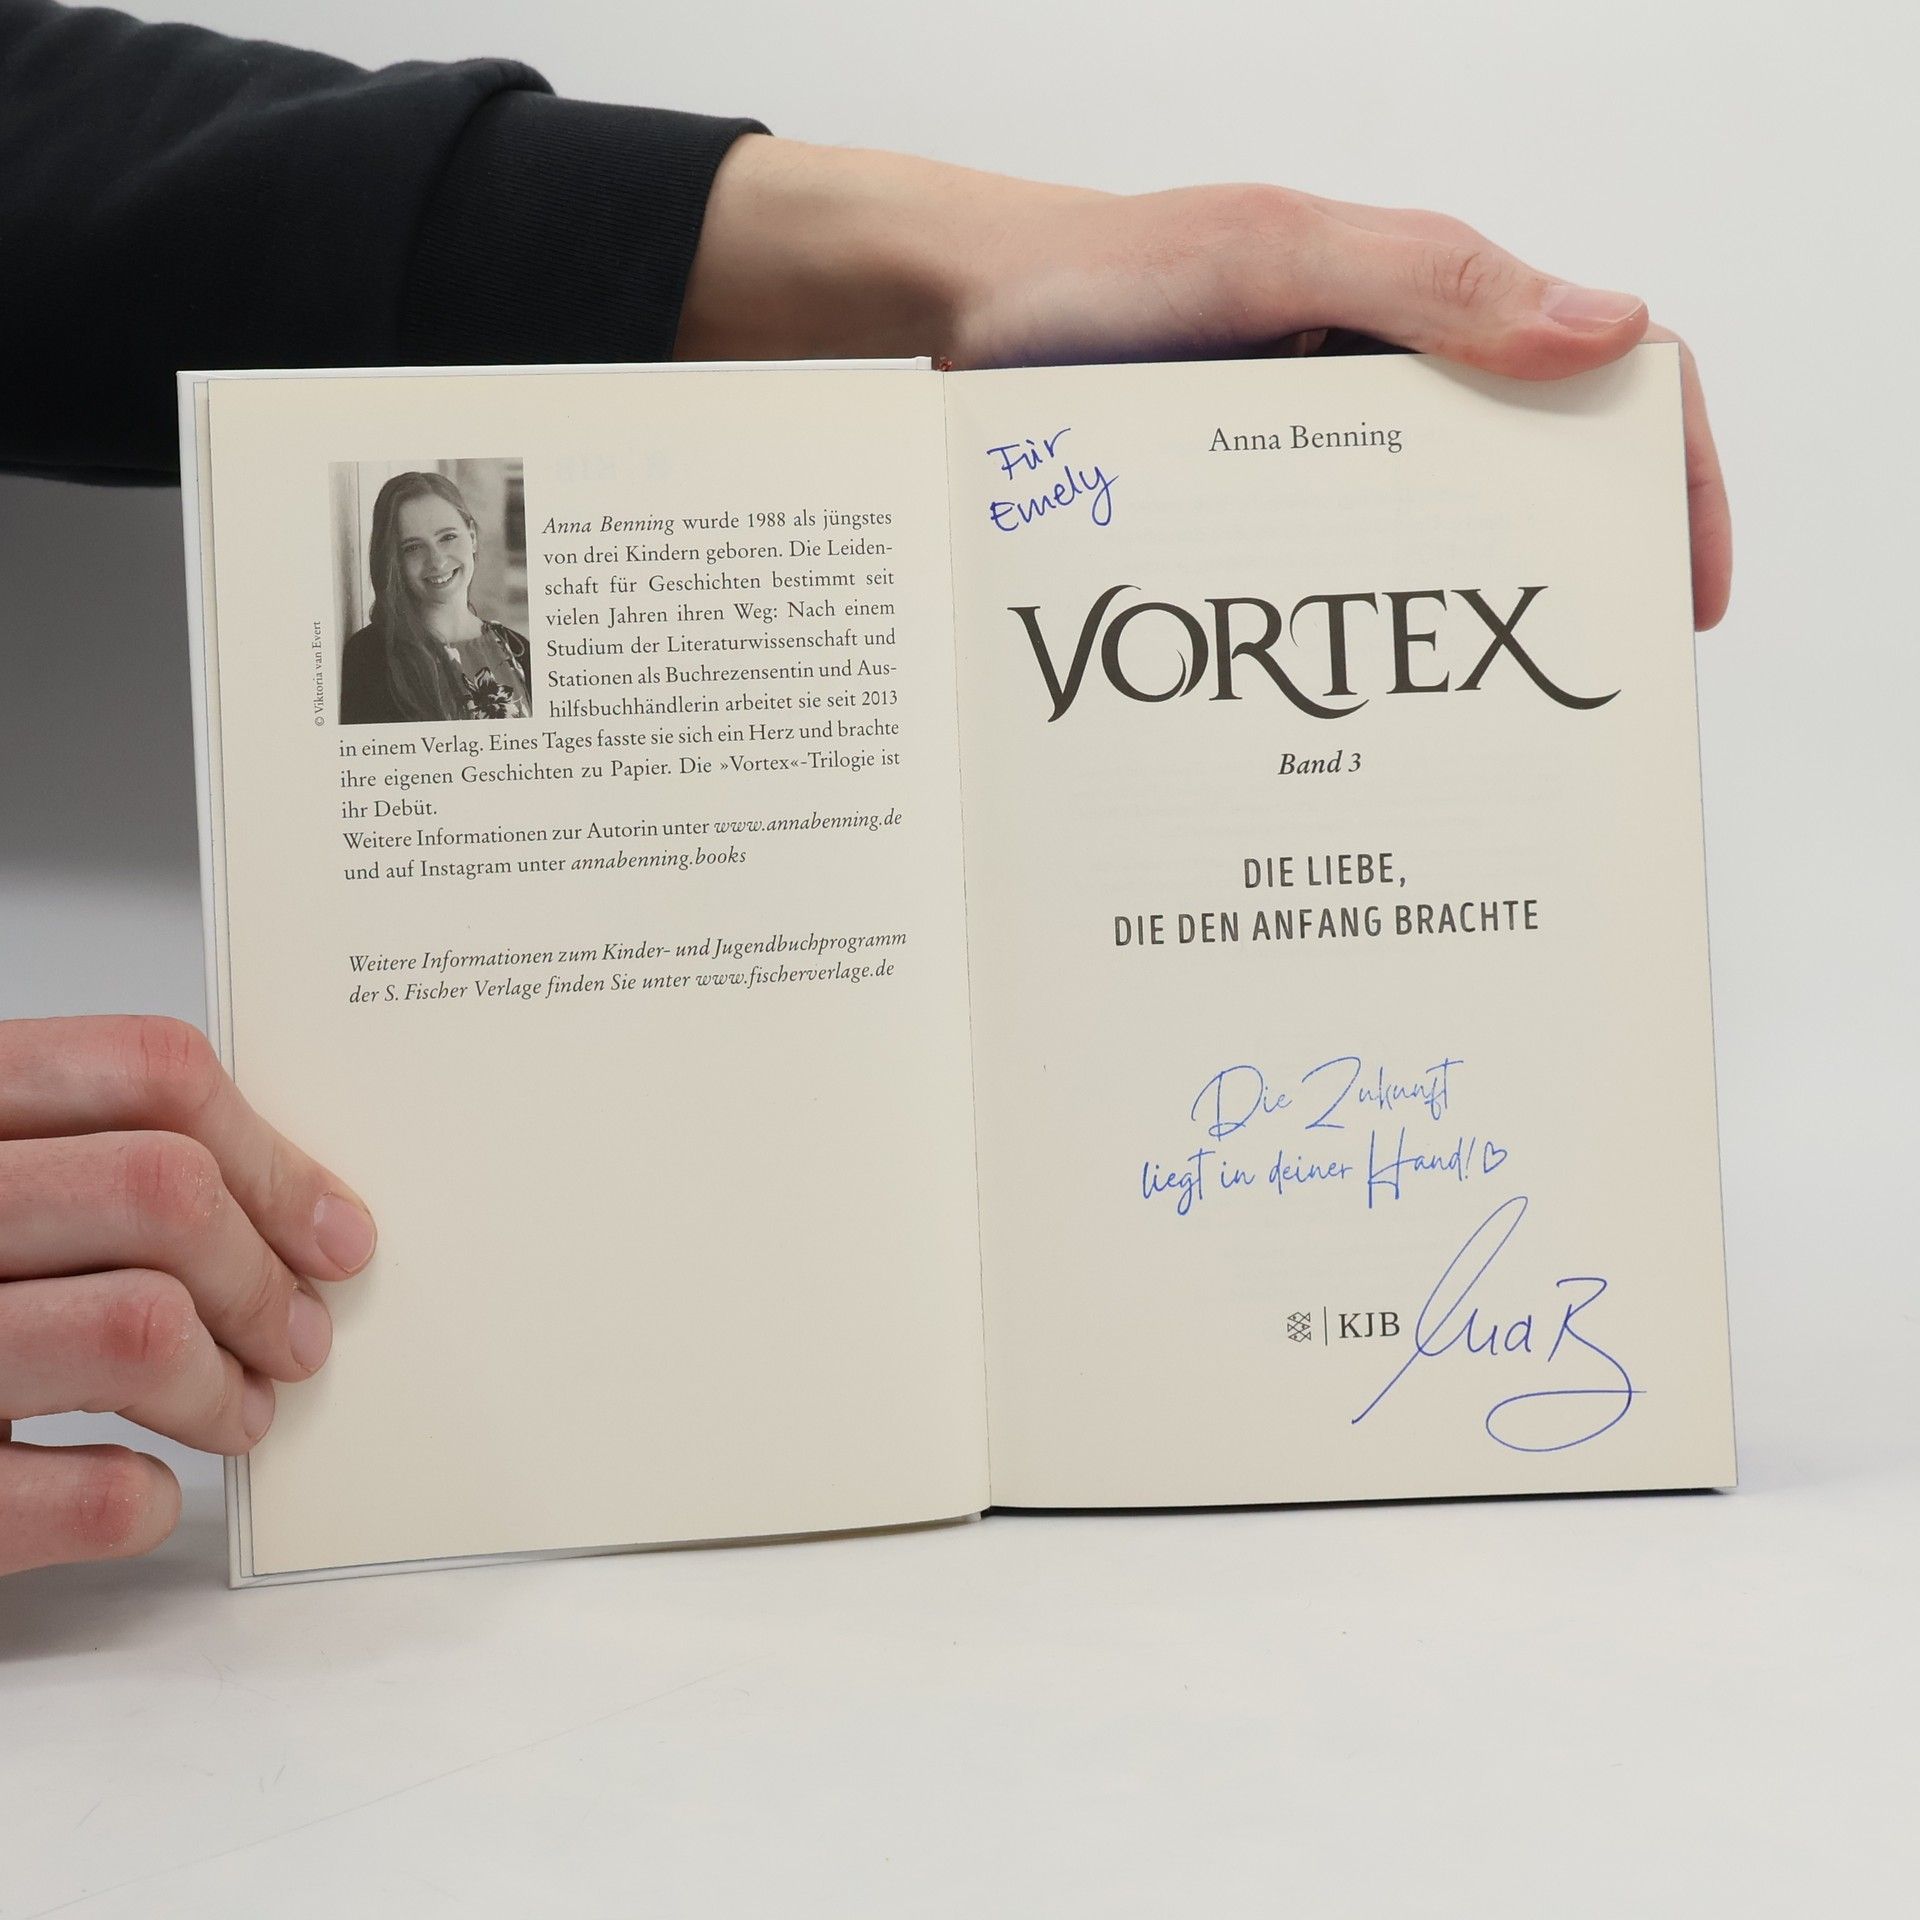 © Viktoria van Evert
Anna Benning wurde 1988 als jüngstes
von drei Kindern geboren. Die Leiden-
schaft für Geschichten bestimmt seit
vielen Jahren ihren Weg: Nach einem
Studium der Literaturwissenschaft und
Stationen als Buchrezensentin und Aus-
hilfsbuchhändlerin arbeitet sie seit 2013
in einem Verlag. Eines Tages fasste sie sich ein Herz und brachte
ihre eigenen Geschichten zu Papier. Die »Vortex«-Trilogie ist
ihr Debüt.
Weitere Informationen zur Autorin unter www.annabenning.de
und auf Instagram unter annabenning.books
Weitere Informationen zum Kinder- und Jugendbuchprogramm
der S. Fischer Verlage finden Sie unter www.fischerverlage.de
Für
Emely
Anna Benning
VORTEX
Band 3
DIE LIEBE,
DIE DEN ANFANG BRACHTE
Die Zukunft
liegt in deiner Hand! ♡
KJB
Anna B